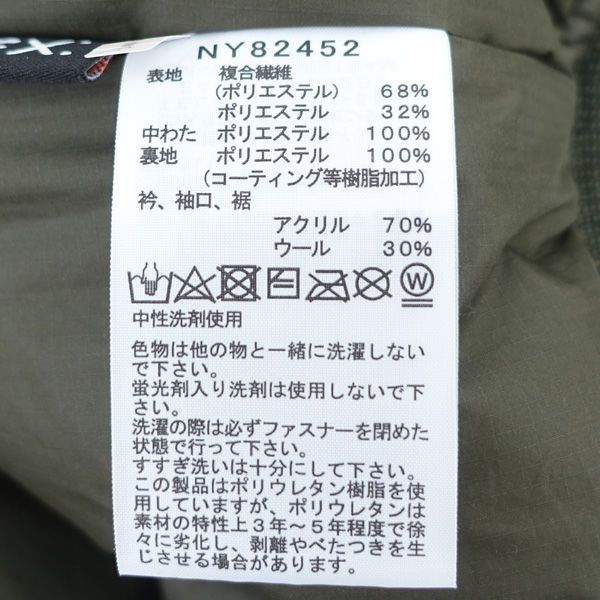 NY82452
表地 複合繊維
(ポリエステル) 68%
ポリエステル 32%
中わた ポリエステル 100%
裏地 ポリエステル 100%
(コーティング等樹脂加工)
衿、袖口、裾
アクリル 70%
ウール 30%
W
中性洗剤使用
色物は他の物と一緒に洗濯しない
で下さい。
蛍光剤入り洗剤は使用しないで下
さい。
洗濯の際は必ずファスナーを閉めた
状態で行って下さい。
すすぎ洗いは十分にして下さい。
この製品はポリウレタン樹脂を使
用していますが、ポリウレタンは
素材の特性上3年～5年程度で徐
々に劣化し、剥離やべたつきを生
じさせる場合があります。